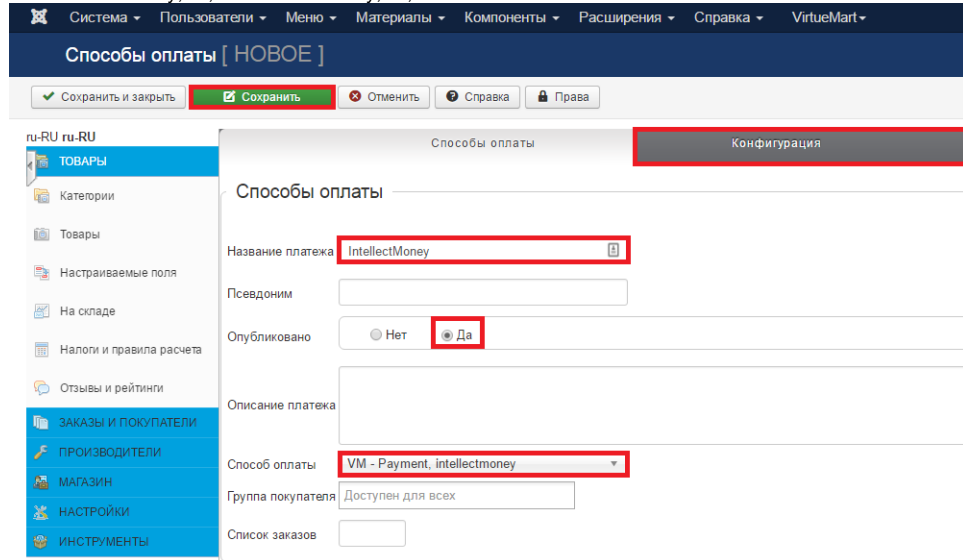 Система Пользователи Меню Материалы Компоненты Расширения Справка VirtueMart
Способы оплаты [ НОВОЕ ]
Сохранить и закрыть Сохранить Отменить Справка Права
ru-RU ru-RU
Способы оплаты Конфигурация
ТОВАРЫ
Категории
Товары
Настраиваемые поля
На складе
Налоги и правила расчета
Отзывы и рейтинги
ЗАКАЗЫ И ПОКУПАТЕЛИ
ПРОИЗВОДИТЕЛИ
МАГАЗИН
НАСТРОЙКИ
ИНСТРУМЕНТЫ
Способы оплаты
Название платежа IntellectMoney
Псевдоним
Опубликовано Нет Да
Описание платежа
Способ оплаты VM - Payment, intellectmoney
Группа покупателя Доступен для всех
Список заказов